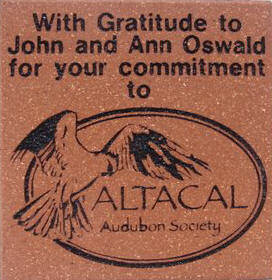 With Gratitude to
John and Ann Oswald
for your commitment
to
ALTACAL
Audubon Society